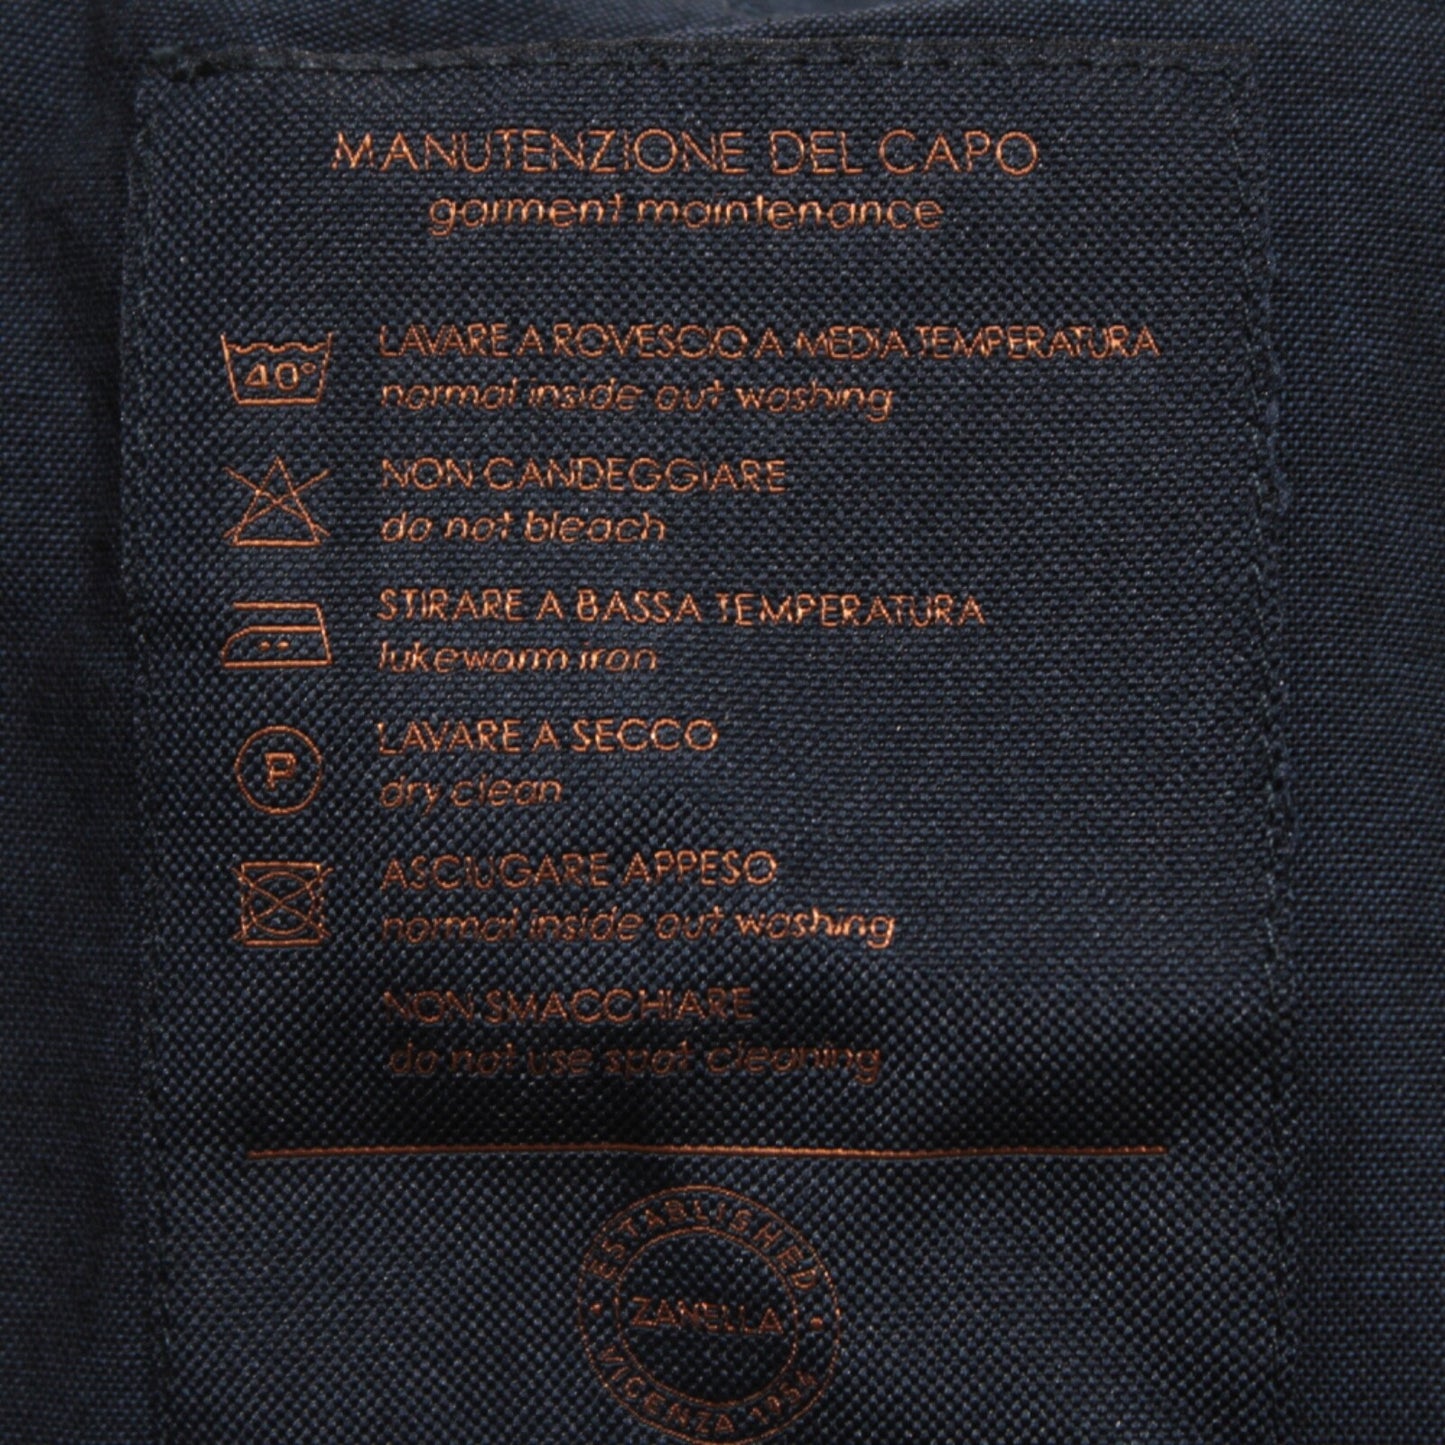 MANUTENZIONE DEL CAPO
garment maintenance
40°
LAVARE A ROVESCIO A MEDIA TEMPERATURA
normal inside out washing
NON CANDEGGIARE
do not bleach
STIRARE A BASSA TEMPERATURA
lukewarm iron
P
LAVARE A SECCO
dry clean
ASCIUGARE APPESO
normal inside out washing
NON SMACCHIARE
do not use spot cleaning
ESTABLISHED
ZANELLA
VICENZA 1954